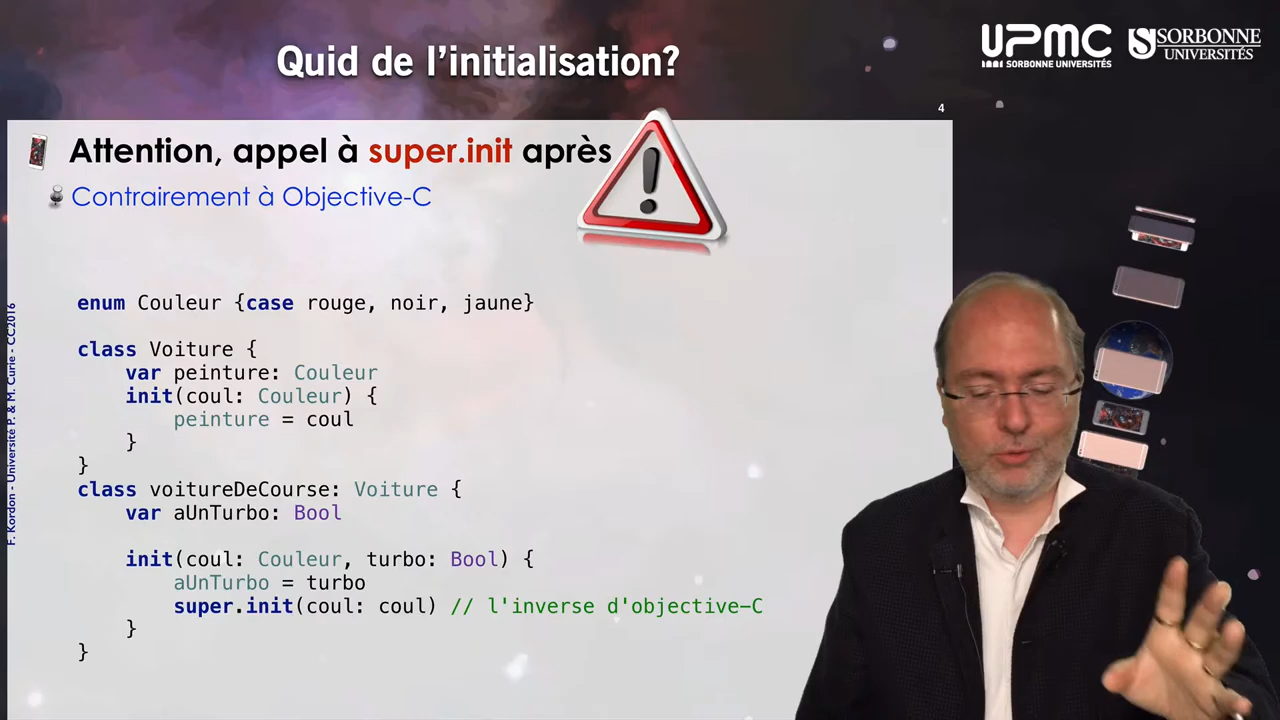 Quid de l'initialisation?
UPMC
SORBONNE UNIVERSITÉS
SORBONNE
UNIVERSITÉS
4
Attention, appel à super.init après
Contrairement à Objective-C
enum Couleur {case rouge, noir, jaune}
class Voiture {
var peinture: Couleur
init(coul: Couleur) {
peinture = coul
}
}
class voitureDeCourse: Voiture {
var aUnTurbo: Bool
init(coul: Couleur, turbo: Bool) {
aUnTurbo = turbo
super.init(coul: coul) // l'inverse d'objective-C
}
}
F. Kordon - Université P. & M. Curie - CC2016